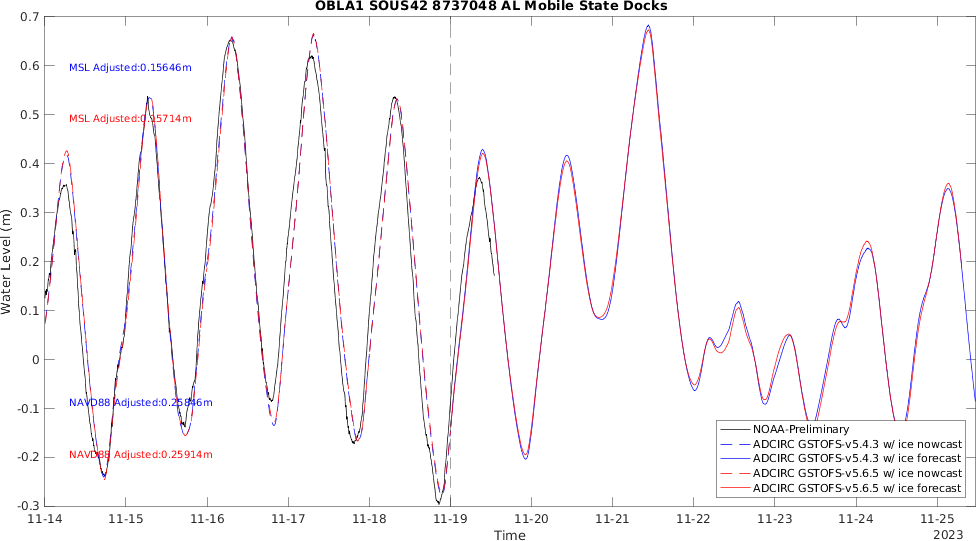 OBLA1 SOUS42 8737048 AL Mobile State Docks
0.7
0.6
0.5
0.4
0.3
0.2
0.1
0
-0.1
-0.2
-0.3
Water Level (m)
MSL Adjusted:0.15646m
MSL Adjusted:0.15714m
NAVD88 Adjusted:0.25846m
NAVD88 Adjusted:0.25914m
NOAA-Preliminary
ADCIRC GSTOFS-v5.4.3 w/ ice nowcast
ADCIRC GSTOFS-v5.4.3 w/ ice forecast
ADCIRC GSTOFS-v5.6.5 w/ ice nowcast
ADCIRC GSTOFS-v5.6.5 w/ ice forecast
11-14 11-15 11-16 11-17 11-18 11-19 11-20 11-21 11-22 11-23 11-24 11-25
Time
2023